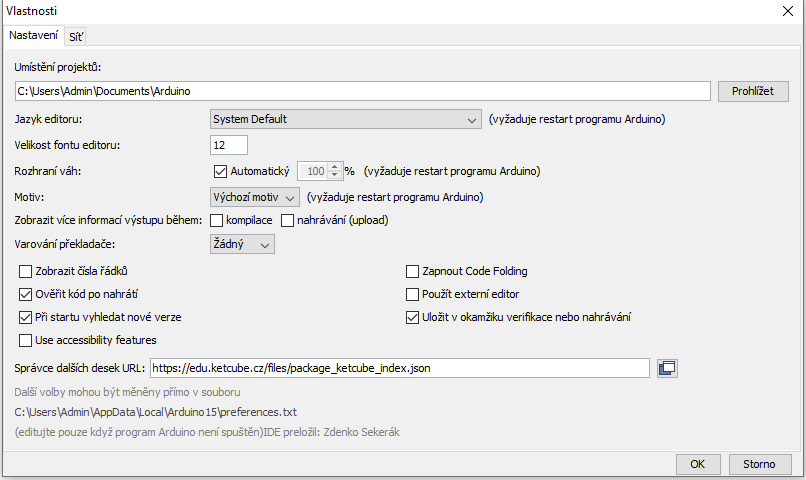 Vlastnosti
Nastavení Síť
Umístění projektů:
C:\Users\Admin\Documents\Arduino Prohlížet
Jazyk editoru: System Default (vyžaduje restart programu Arduino)
Velikost fontu editoru: 12
Rozhraní váh: Automatický 100 % (vyžaduje restart programu Arduino)
Motiv: Výchozí motiv (vyžaduje restart programu Arduino)
Zobrazit více informací výstupu během: kompilace nahrávání (upload)
Varování překladače: Žádný
Zobrazit čísla řádků Zapnout Code Folding
Ověřit kód po nahrátí Použít externí editor
Při startu vyhledat nové verze Uložit v okamžiku verifikace nebo nahrávání
Use accessibility features
Správce dalších desek URL: https://edu.ketcube.cz/files/package_ketcube_index.json
Další volby mohou být měněny přímo v souboru
C:\Users\Admin\AppData\Local\Arduino15\preferences.txt
(editujte pouze když program Arduino není spuštěn)IDE preložil: Zdenko Sekerák
OK Storno